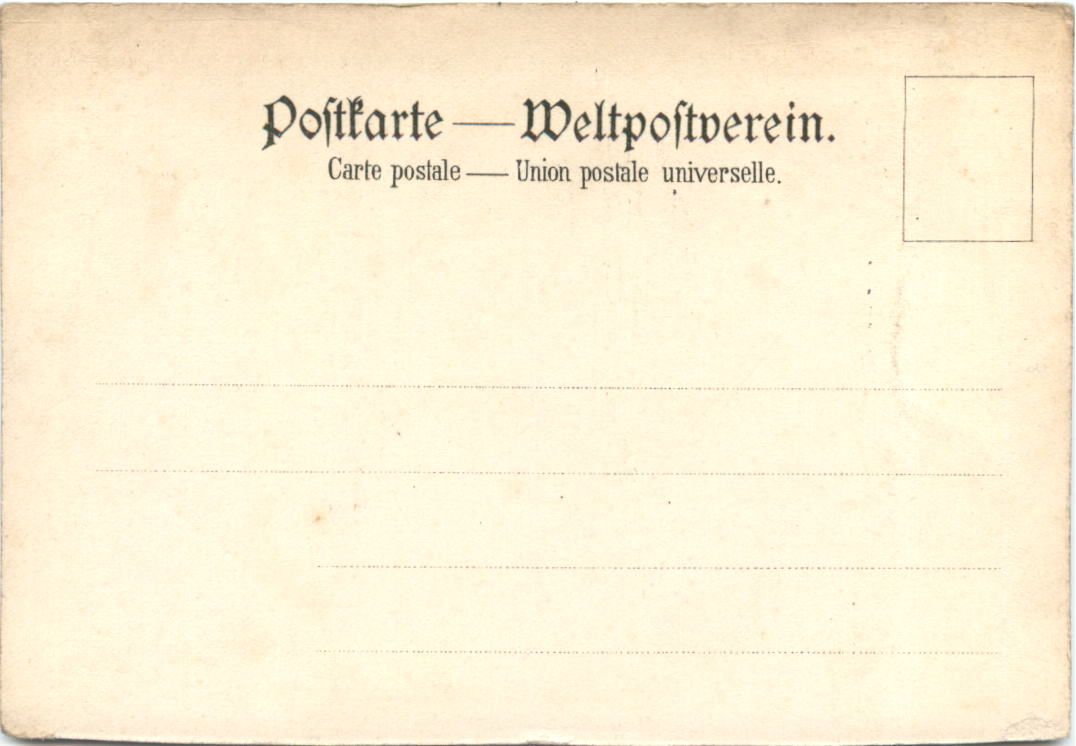 Poſtkarte — Weltpoſtverein.
Carte postale — Union postale universelle.